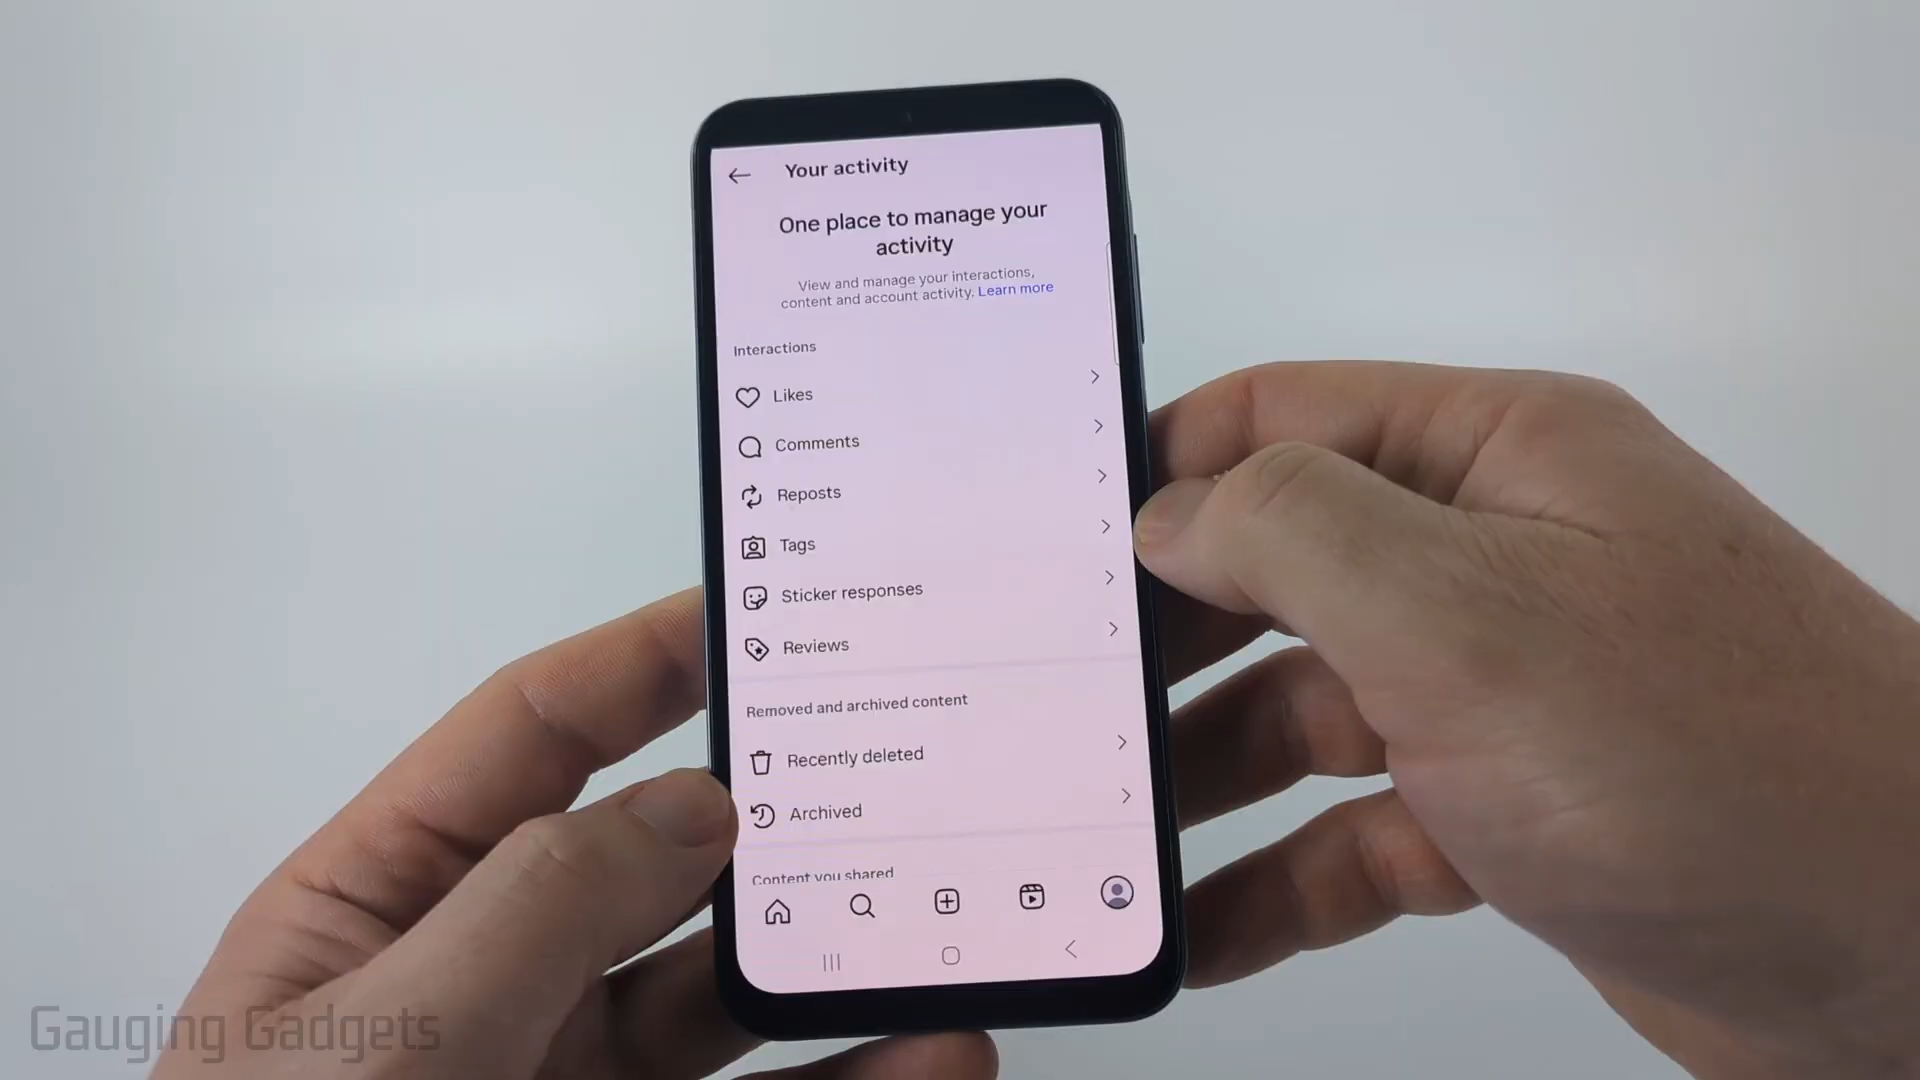 Your activity
One place to manage your
activity
View and manage your interactions,
content and account activity. Learn more
Interactions
Likes
Comments
Reposts
Tags
Sticker responses
Reviews
Removed and archived content
Recently deleted
Archived
Content you shared
Gauging Gadgets